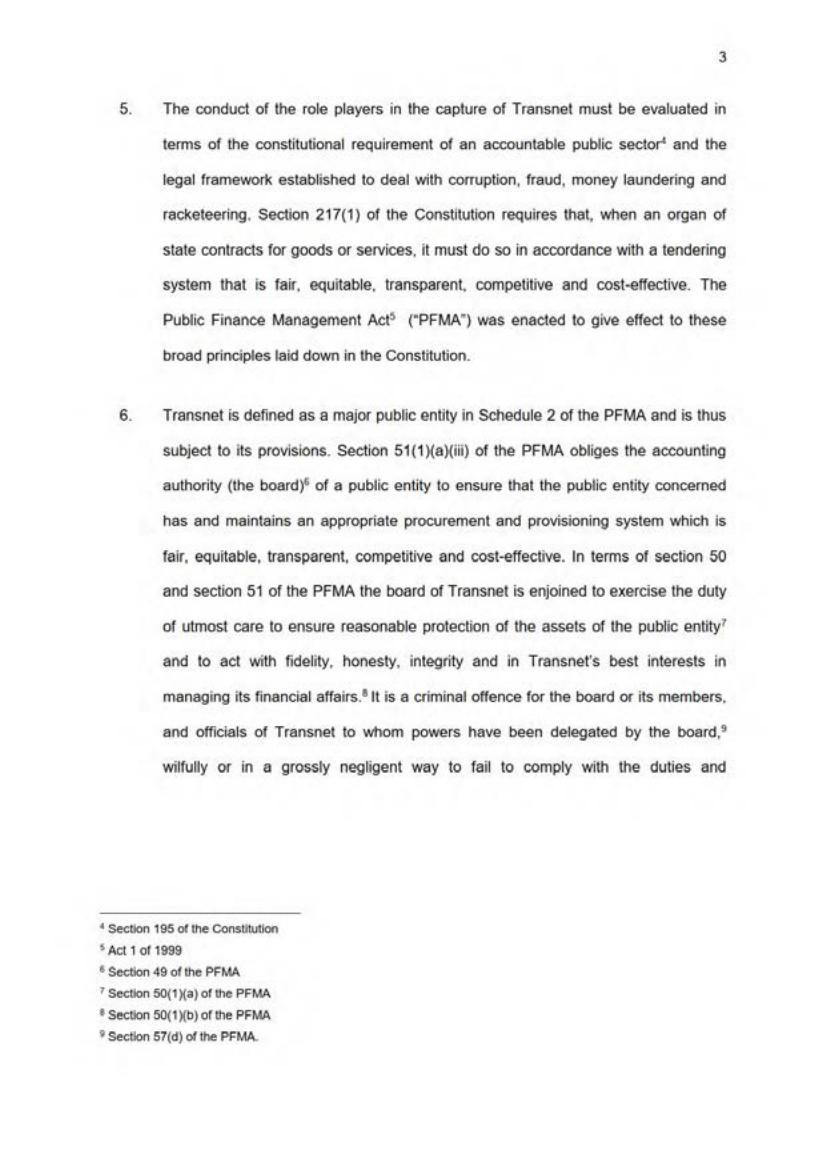 3
5. The conduct of the role players in the capture of Transnet must be evaluated in
terms of the constitutional requirement of an accountable public sector⁴ and the
legal framework established to deal with corruption, fraud, money laundering and
racketeering. Section 217(1) of the Constitution requires that, when an organ of
state contracts for goods or services, it must do so in accordance with a tendering
system that is fair, equitable, transparent, competitive and cost-effective. The
Public Finance Management Act⁵ ("PFMA") was enacted to give effect to these
broad principles laid down in the Constitution.
6. Transnet is defined as a major public entity in Schedule 2 of the PFMA and is thus
subject to its provisions. Section 51(1)(a)(iii) of the PFMA obliges the accounting
authority (the board)⁶ of a public entity to ensure that the public entity concerned
has and maintains an appropriate procurement and provisioning system which is
fair, equitable, transparent, competitive and cost-effective. In terms of section 50
and section 51 of the PFMA the board of Transnet is enjoined to exercise the duty
of utmost care to ensure reasonable protection of the assets of the public entity⁷
and to act with fidelity, honesty, integrity and in Transnet's best interests in
managing its financial affairs.⁸ It is a criminal offence for the board or its members,
and officials of Transnet to whom powers have been delegated by the board,⁹
wilfully or in a grossly negligent way to fail to comply with the duties and
⁴ Section 195 of the Constitution
⁵ Act 1 of 1999
⁶ Section 49 of the PFMA
⁷ Section 50(1)(a) of the PFMA
⁸ Section 50(1)(b) of the PFMA
⁹ Section 57(d) of the PFMA.